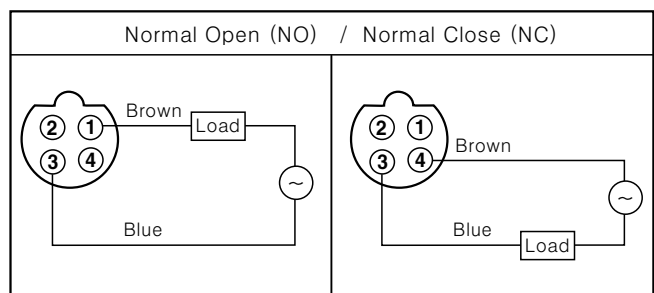 Normal Open (NO) / Normal Close (NC)
Brown
Load
2 1
3 4
~
Blue
2 1
3 4
Brown
~
Blue
Load